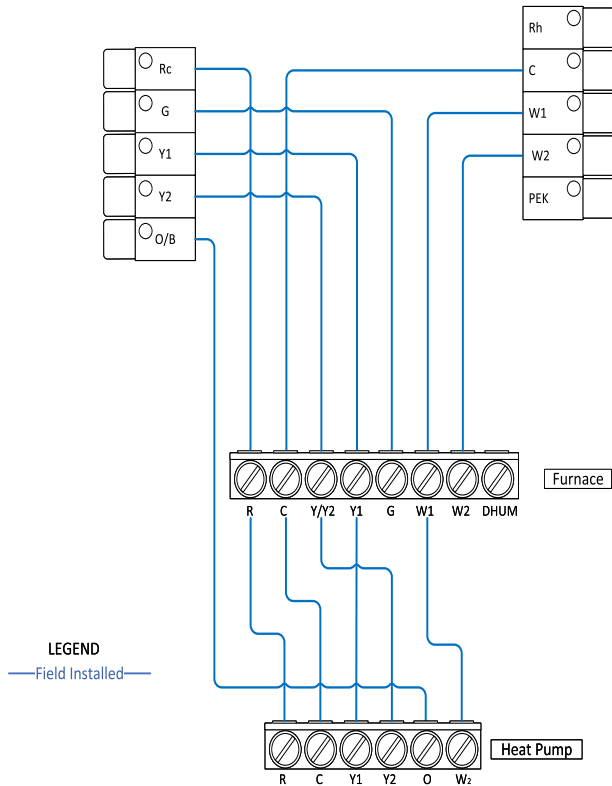 Rc
G
Y1
Y2
O/B
Rh
C
W1
W2
PEK
Furnace
R C Y/Y2 Y1 G W1 W2 DHUM
LEGEND
Field Installed
Heat Pump
R C Y1 Y2 O W₂